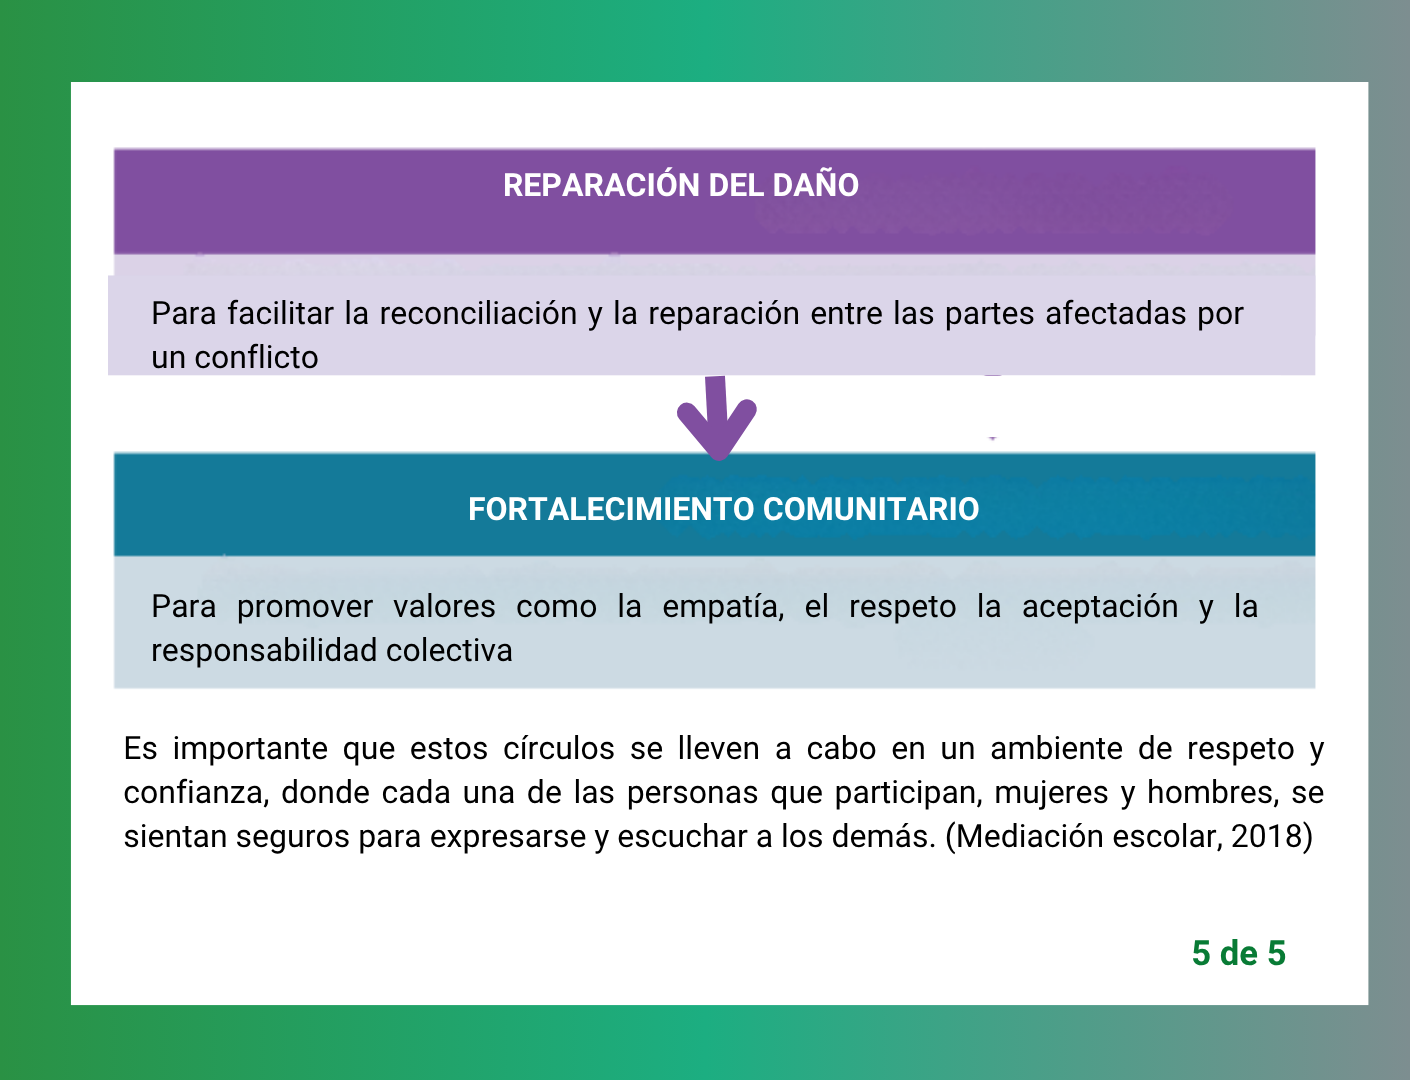 REPARACIÓN DEL DAÑO
Para facilitar la reconciliación y la reparación entre las partes afectadas por
un conflicto
FORTALECIMIENTO COMUNITARIO
Para promover valores como la empatía, el respeto la aceptación y la
responsabilidad colectiva
Es importante que estos círculos se lleven a cabo en un ambiente de respeto y
confianza, donde cada una de las personas que participan, mujeres y hombres, se
sientan seguros para expresarse y escuchar a los demás. (Mediación escolar, 2018)
5 de 5